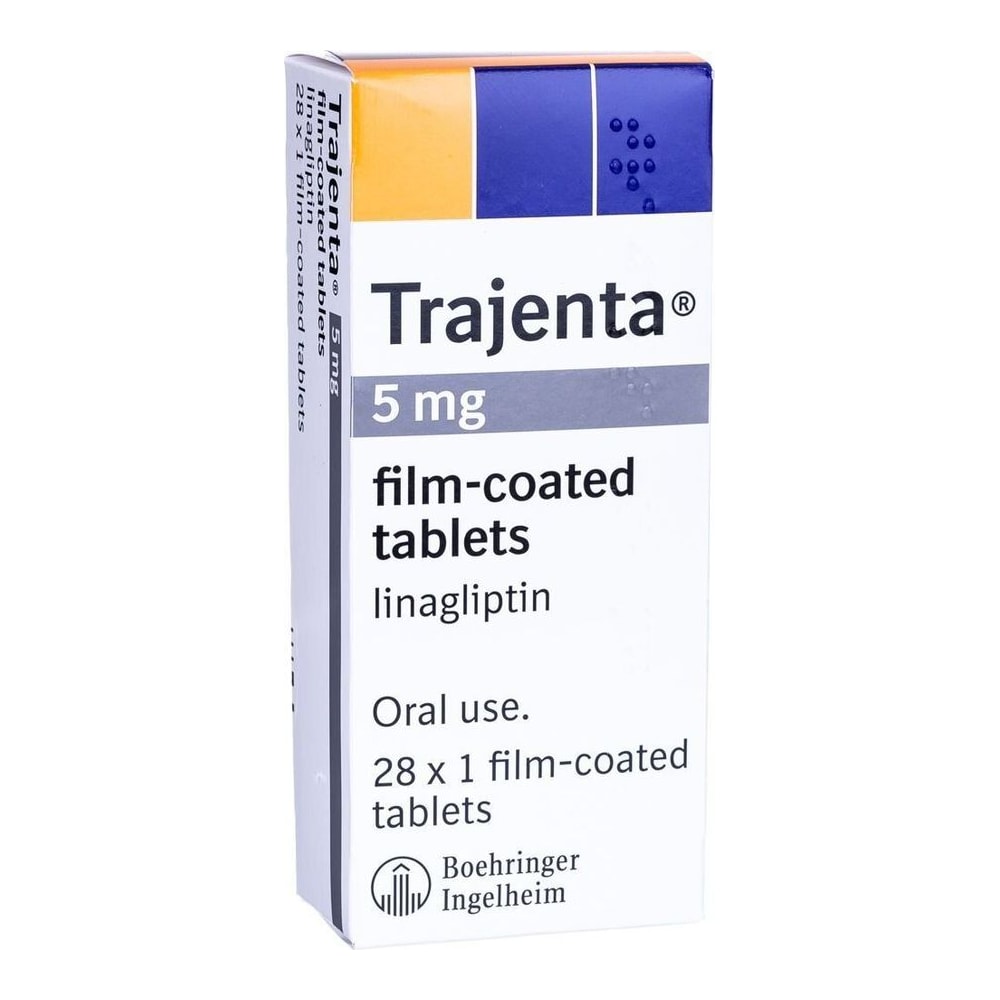 Trajenta®
5 mg
film-coated
tablets
linagliptin
Oral use.
28 x 1 film-coated
tablets
Boehringer
Ingelheim
Trajenta® 5 mg
film-coated tablets
linagliptin
28 x 1 film-coated tablets